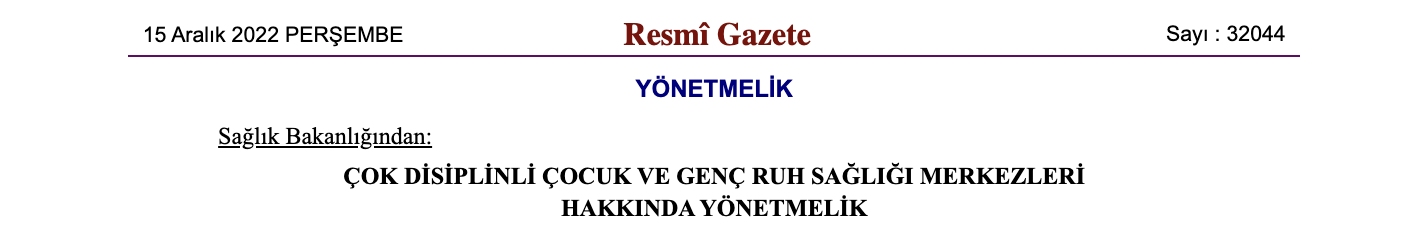 15 Aralık 2022 PERŞEMBE Resmî Gazete Sayı : 32044
YÖNETMELİK
Sağlık Bakanlığından:
ÇOK DİSİPLİNLİ ÇOCUK VE GENÇ RUH SAĞLIĞI MERKEZLERİ
HAKKINDA YÖNETMELİK